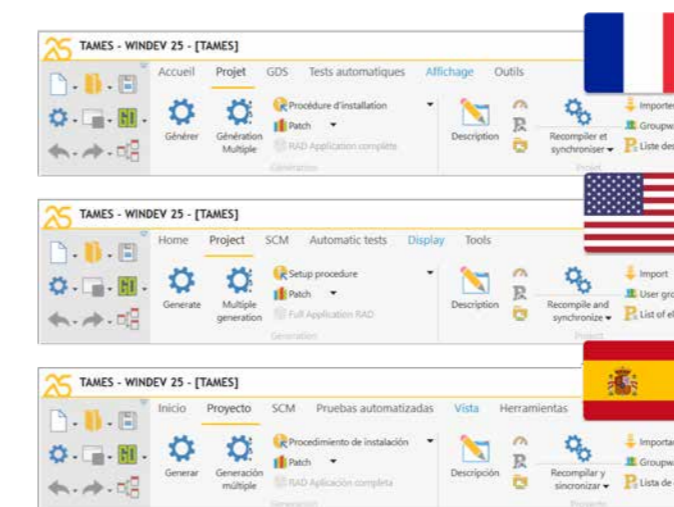 25 TAMES - WINDEV 25 - [TAMES]
Accueil Projet GDS Tests automatiques Affichage Outils
Générer
Génération Multiple
Procédure d'installation
Patch
RAD Application complète
Génération
Description
Recompiler et synchroniser
Importer
Liste des
Projet
25 TAMES - WINDEV 25 - [TAMES]
Home Project SCM Automatic tests Display Tools
Generate
Multiple generation
Setup procedure
Patch
Full Application RAD
Generation
Description
Recompile and synchronize
Import
User gro
List of el
Project
25 TAMES - WINDEV 25 - [TAMES]
Inicio Proyecto SCM Pruebas automatizadas Vista Herramientas
Generar
Generación múltiple
Procedimiento de instalación
Patch
RAD Aplicación completa
Generación
Descripción
Recompilar y sincronizar
Importa
Lista de
Proyecto